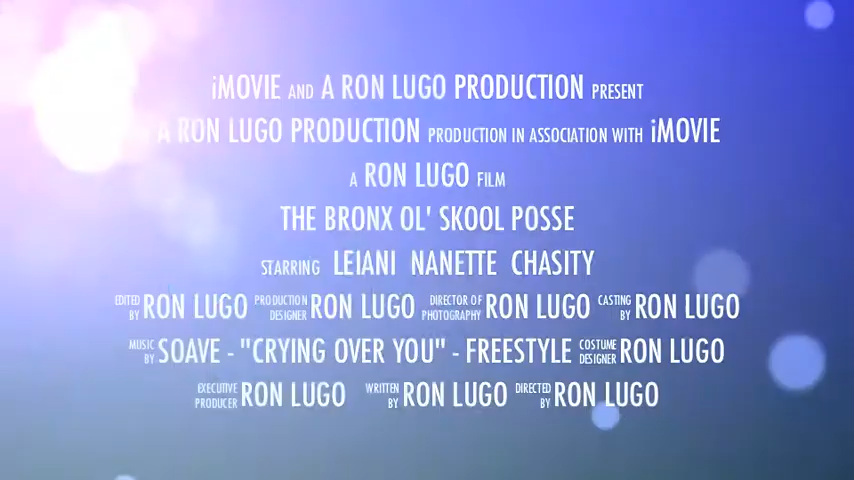 iMOVIE AND A RON LUGO PRODUCTION PRESENT
A RON LUGO PRODUCTION PRODUCTION IN ASSOCIATION WITH iMOVIE
A RON LUGO FILM
THE BRONX OL' SKOOL POSSE
STARRING LEIANI NANETTE CHASITY
EDITED BY RON LUGO PRODUCTION DESIGNER RON LUGO DIRECTOR OF PHOTOGRAPHY RON LUGO CASTING BY RON LUGO
MUSIC BY SOAVE - "CRYING OVER YOU" - FREESTYLE COSTUME DESIGNER RON LUGO
EXECUTIVE PRODUCER RON LUGO WRITTEN BY RON LUGO DIRECTED BY RON LUGO